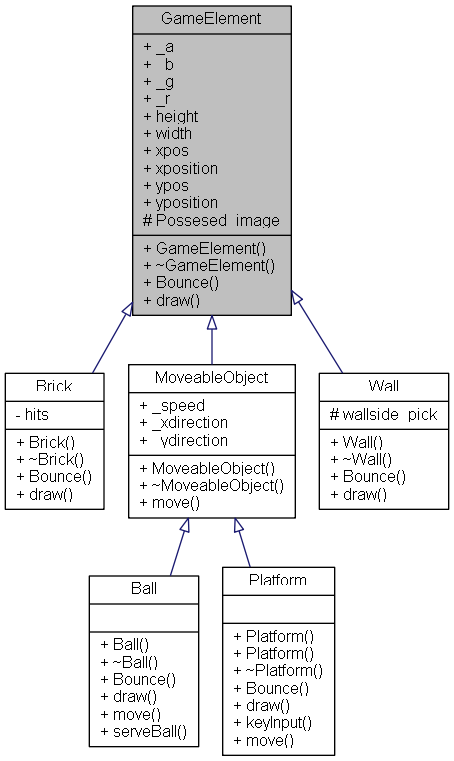 GameElement
+ _a
+ _b
+ _g
+ _r
+ height
+ width
+ xpos
+ xposition
+ ypos
+ yposition
# Possesed_image
+ GameElement()
+ ~GameElement()
+ Bounce()
+ draw()
Brick
- hits
+ Brick()
+ ~Brick()
+ Bounce()
+ draw()
MoveableObject
+ _speed
+ _xdirection
+ _ydirection
+ MoveableObject()
+ ~MoveableObject()
+ move()
Wall
# wallside_pick
+ Wall()
+ ~Wall()
+ Bounce()
+ draw()
Ball
+ Ball()
+ ~Ball()
+ Bounce()
+ draw()
+ move()
+ serveBall()
Platform
+ Platform()
+ Platform()
+ ~Platform()
+ Bounce()
+ draw()
+ keyInput()
+ move()